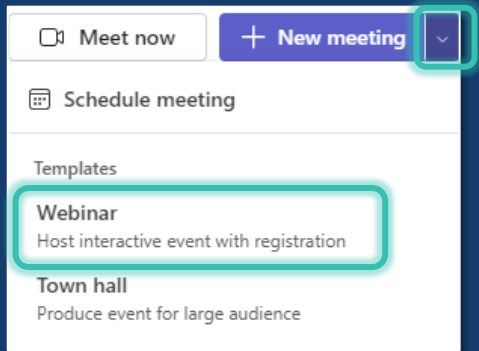 Meet now
New meeting
Schedule meeting
Templates
Webinar
Host interactive event with registration
Town hall
Produce event for large audience